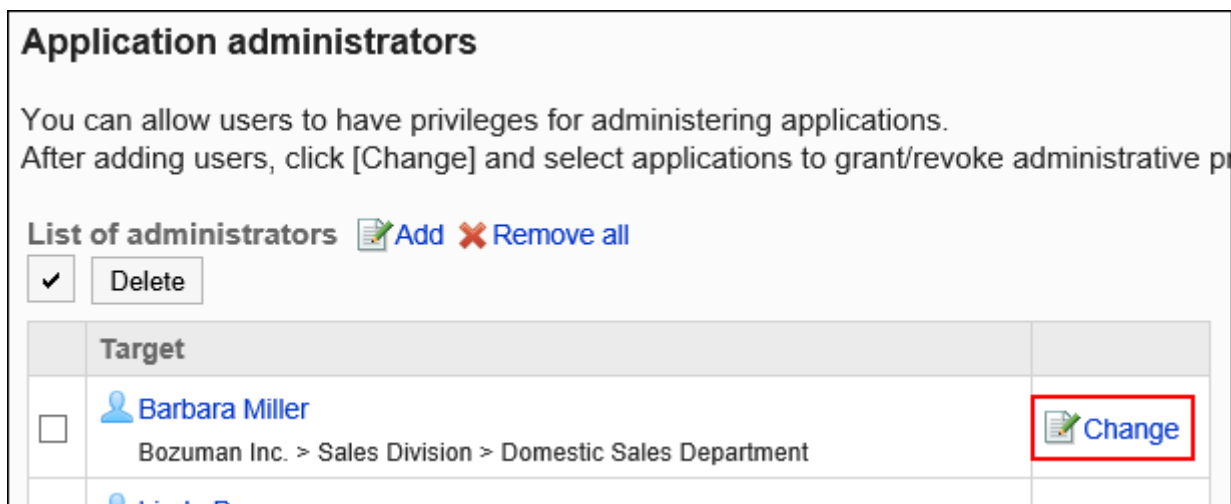 Application administrators
You can allow users to have privileges for administering applications.
After adding users, click [Change] and select applications to grant/revoke administrative
List of administrators Add Remove all
Delete
Target
Barbara Miller
Change
Bozuman Inc. > Sales Division > Domestic Sales Department